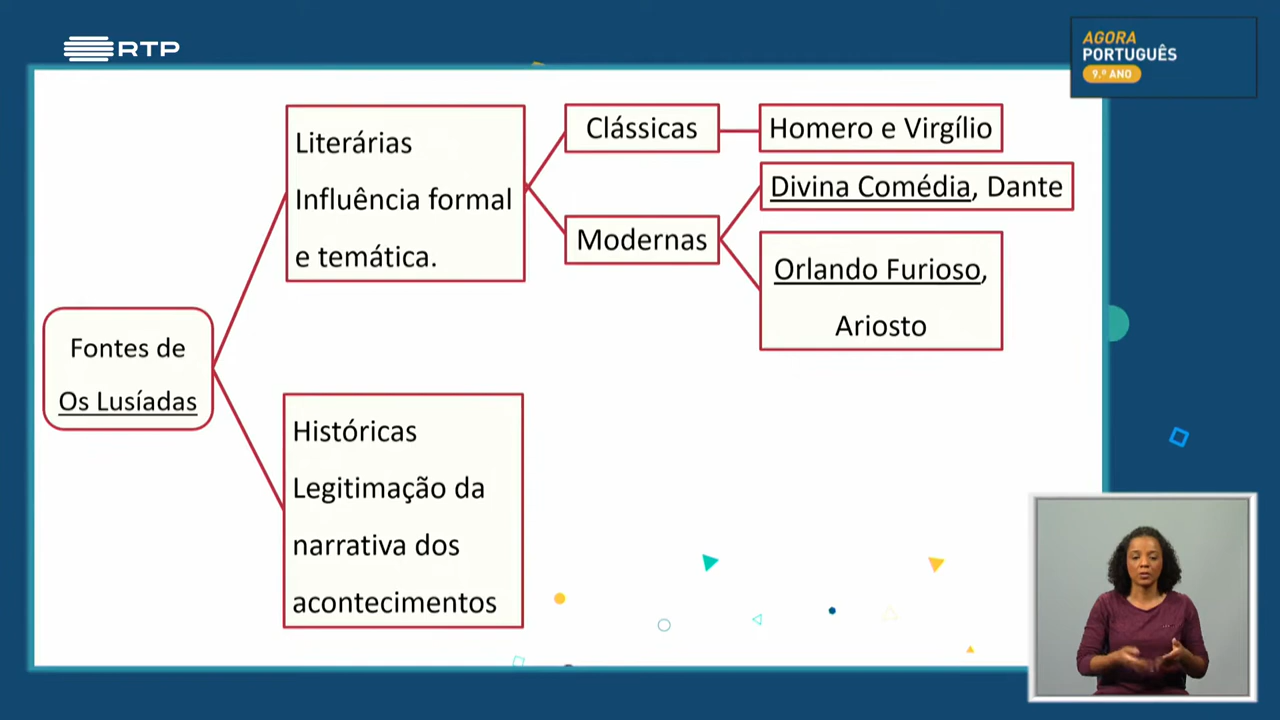 RTP
AGORA
PORTUGUÊS
9.º ANO
Fontes de
Os Lusíadas
Literárias
Influência formal
e temática.
Clássicas
Homero e Virgílio
Modernas
Divina Comédia, Dante
Orlando Furioso,
Ariosto
Históricas
Legitimação da
narrativa dos
acontecimentos